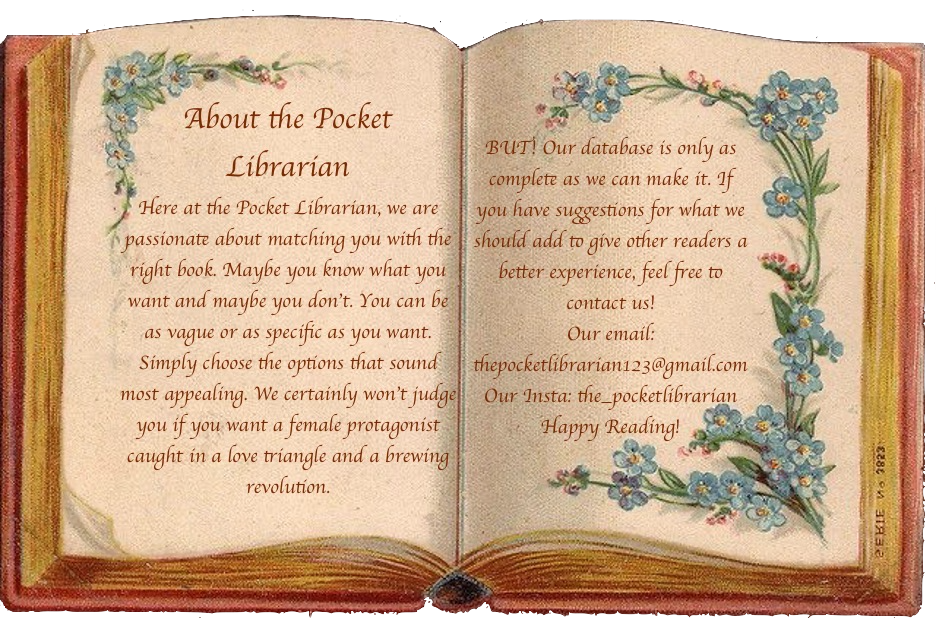 About the Pocket
Librarian
Here at the Pocket Librarian, we are
passionate about matching you with the
right book. Maybe you know what you
want and maybe you don't. You can be
as vague or as specific as you want.
Simply choose the options that sound
most appealing. We certainly won't judge
you if you want a female protagonist
caught in a love triangle and a brewing
revolution.
BUT! Our database is only as
complete as we can make it. If
you have suggestions for what we
should add to give other readers a
better experience, feel free to
contact us!
Our email:
thepocketlibrarian123@gmail.com
Our Insta: the_pocketlibrarian
Happy Reading!
SERIE No 3853